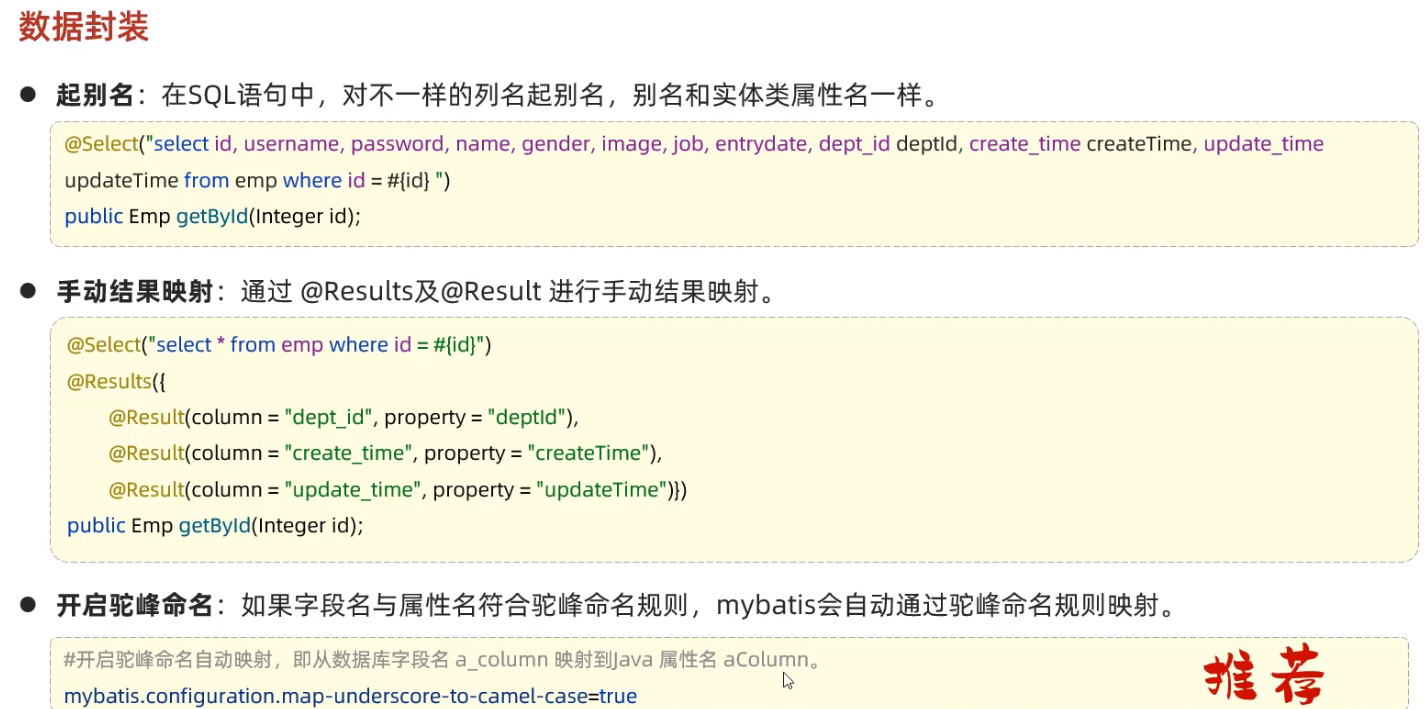 数据封装
● 起别名：在SQL语句中，对不一样的列名起别名，别名和实体类属性名一样。
@Select("select id, username, password, name, gender, image, job, entrydate, dept_id deptId, create_time createTime, update_time
updateTime from emp where id = #{id} ")
public Emp getById(Integer id);
● 手动结果映射：通过 @Results及@Result 进行手动结果映射。
@Select("select * from emp where id = #{id}")
@Results({
@Result(column = "dept_id", property = "deptId"),
@Result(column = "create_time", property = "createTime"),
@Result(column = "update_time", property = "updateTime")})
public Emp getById(Integer id);
● 开启驼峰命名：如果字段名与属性名符合驼峰命名规则，mybatis会自动通过驼峰命名规则映射。
#开启驼峰命名自动映射，即从数据库字段名 a_column 映射到Java 属性名 aColumn。
mybatis.configuration.map-underscore-to-camel-case=true
推荐